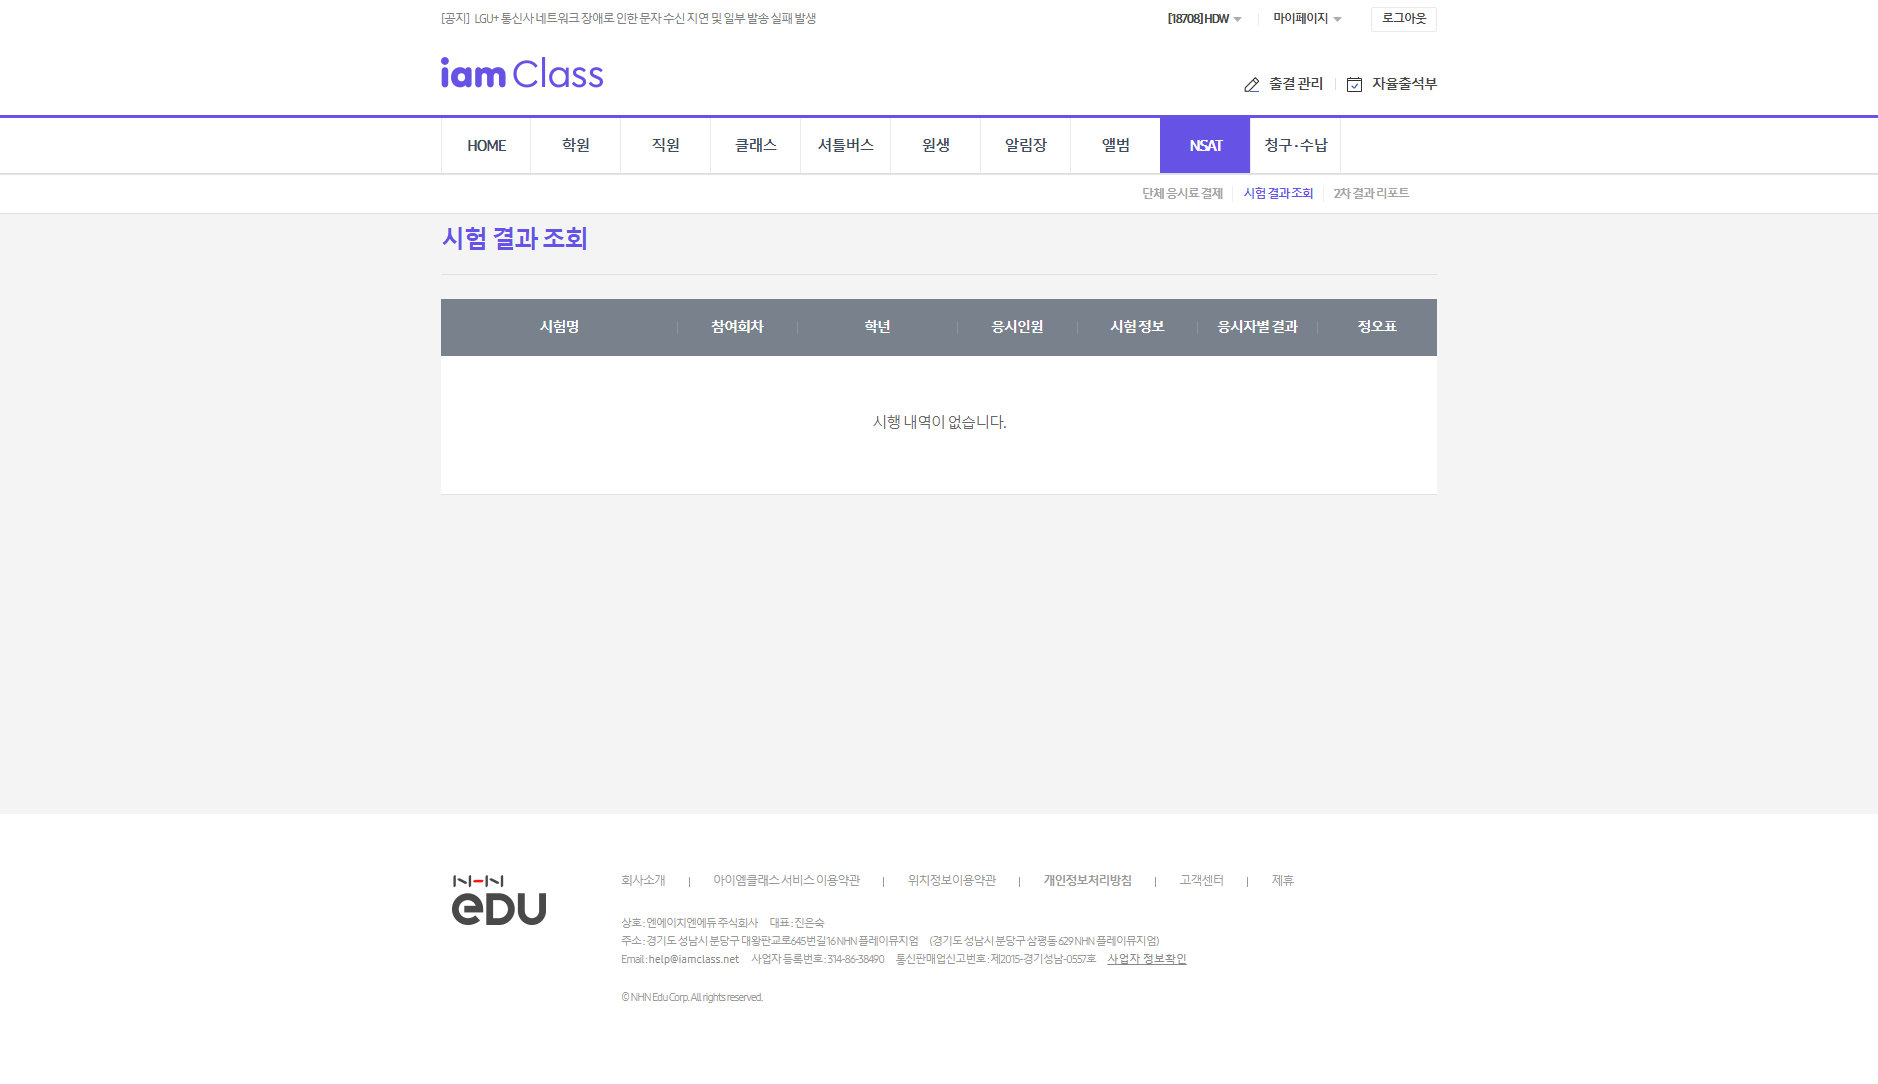 [공지] LGU+ 통신사 네트워크 장애로 인한 문자 수신 지연 및 일부 발송 실패 발생
[18708] HDW
마이페이지
로그아웃
iam Class
출결 관리
자율출석부
HOME
학원
직원
클래스
셔틀버스
원생
알림장
앨범
NSAT
청구·수납
단체 응시료 결제
시험 결과 조회
2차 결과 리포트
시험 결과 조회
시험명
참여회차
학년
응시인원
시험 정보
응시자별 결과
정오표
시행 내역이 없습니다.
NHN
eDU
회사소개
아이엠클래스 서비스 이용약관
위치정보이용약관
개인정보처리방침
고객센터
제휴
상호 : 엔에이치엔에듀 주식회사 대표 : 진은숙
주소 : 경기도 성남시 분당구 대왕판교로645번길 16 NHN 플레이뮤지엄 (경기도 성남시 분당구 삼평동 629 NHN 플레이뮤지엄)
Email : help@iamclass.net 사업자 등록번호 : 314-86-38490 통신판매업신고번호 : 제2015-경기성남-0557호 사업자 정보확인
© NHN Edu Corp. All rights reserved.